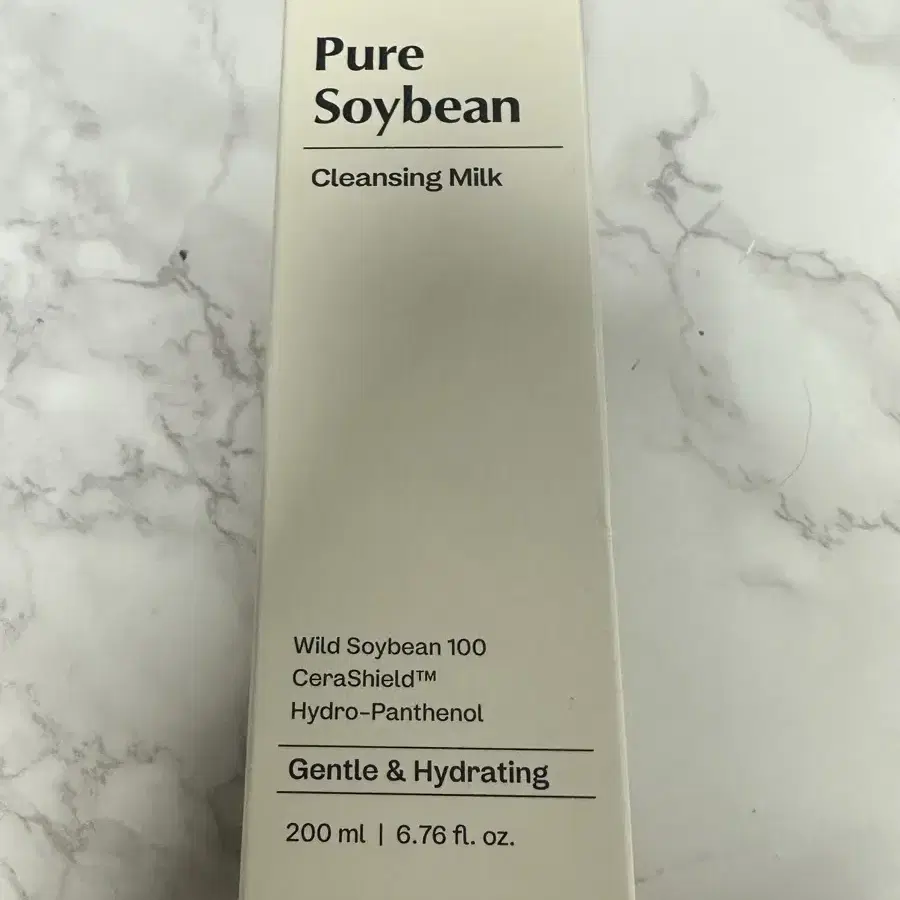 Pure
Soybean
Cleansing Milk
Wild Soybean 100
CeraShield™
Hydro-Panthenol
Gentle & Hydrating
200 ml | 6.76 fl. oz.